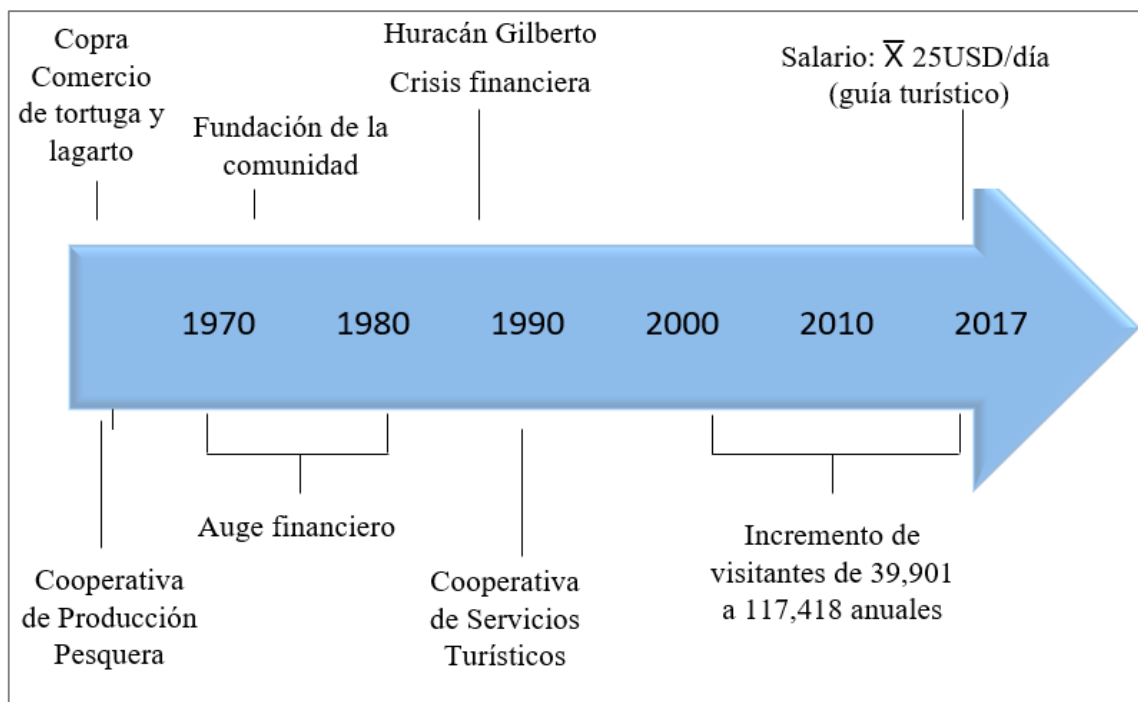 Copra
Comercio
de tortuga y
lagarto
Fundación de la
comunidad
Huracán Gilberto
Crisis financiera
Salario: X̅ 25USD/día
(guía turístico)
1970 1980 1990 2000 2010 2017
Cooperativa
de Producción
Pesquera
Auge financiero
Cooperativa
de Servicios
Turísticos
Incremento de
visitantes de 39,901
a 117,418 anuales